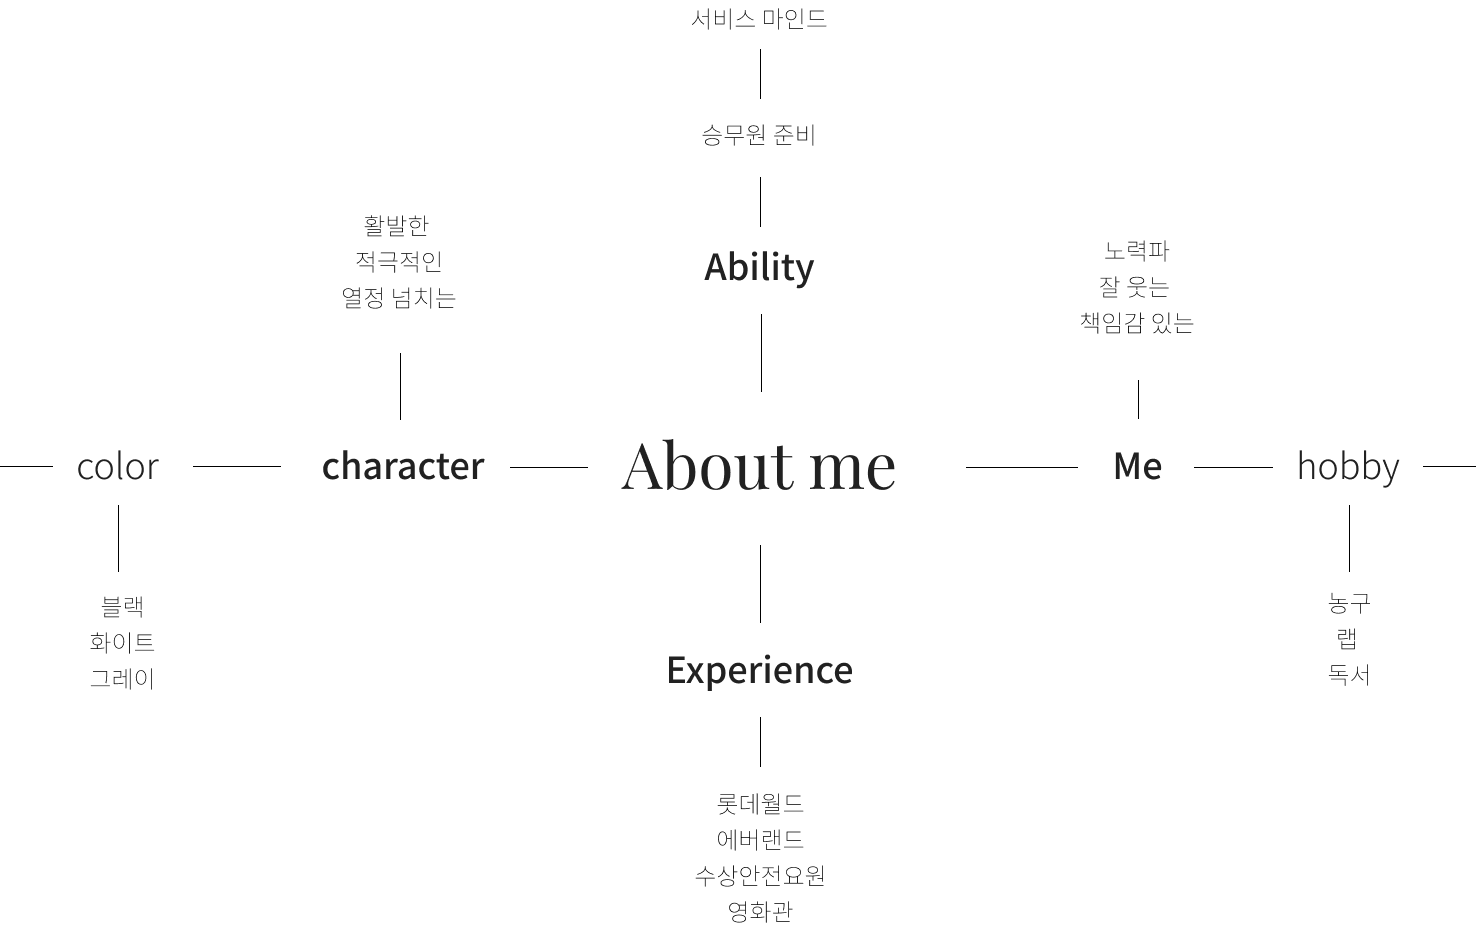 서비스 마인드
승무원 준비
Ability
활발한
적극적인
열정 넘치는
노력파
잘 웃는
책임감 있는
color
character
About me
Me
hobby
블랙
화이트
그레이
농구
랩
독서
Experience
롯데월드
에버랜드
수상안전요원
영화관